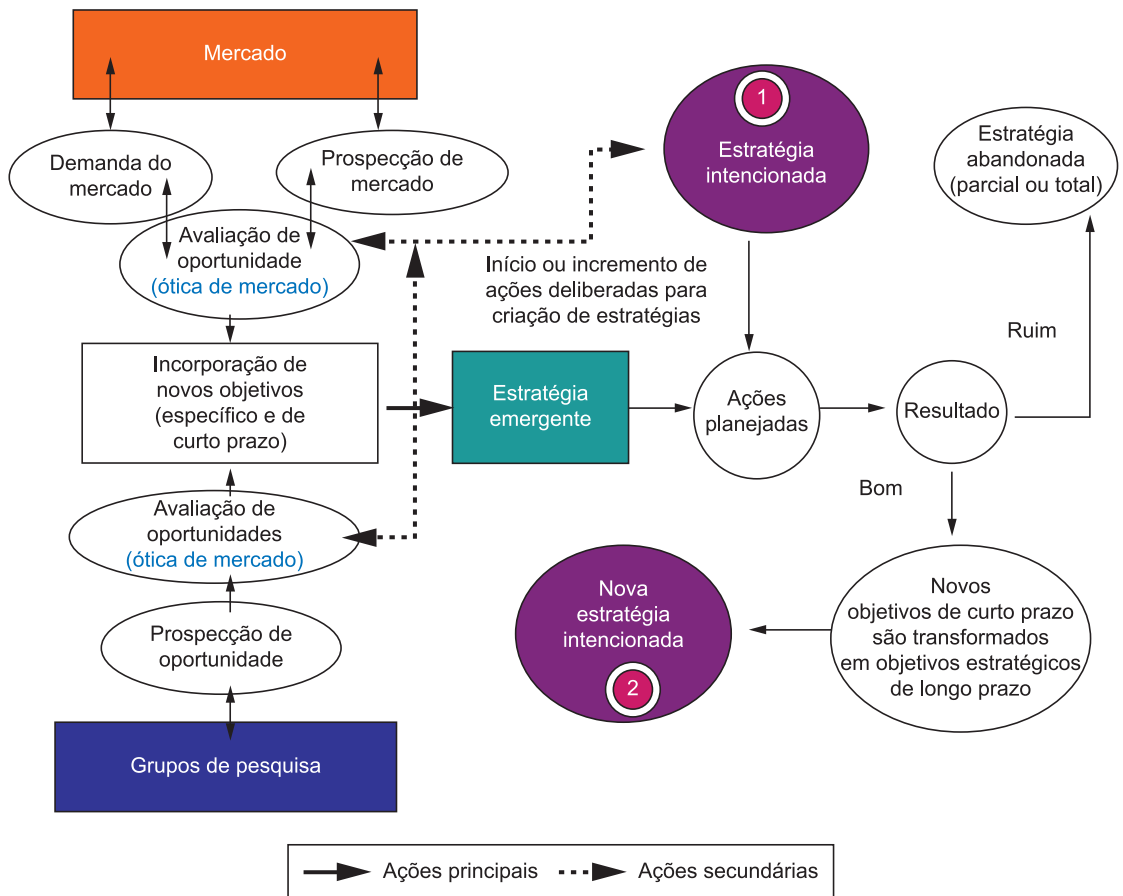 Mercado
Demanda do
mercado
Prospecção de
mercado
Avaliação de
oportunidade
(ótica de mercado)
Incorporação de
novos objetivos
(específico e de
curto prazo)
Avaliação de
oportunidades
(ótica de mercado)
Prospecção de
oportunidade
Grupos de pesquisa
1
Estratégia
intencionada
Início ou incremento de
ações deliberadas para
criação de estratégias
Estratégia
emergente
Ações
planejadas
Resultado
Ruim
Estratégia
abandonada
(parcial ou total)
Bom
Novos
objetivos de curto prazo
são transformados
em objetivos estratégicos
de longo prazo
Nova
estratégia
intencionada
2
Ações principais
Ações secundárias